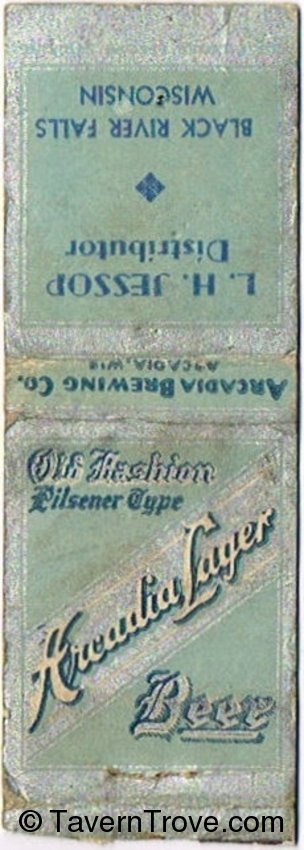 L. H. JESSOP
Distributor
BLACK RIVER FALLS
WISCONSIN
ARCADIA BREWING CO.
ARCADIA, WIS
Old Fashion
Pilsener Type
Arcadia Lager
Beer
© TavernTrove.com